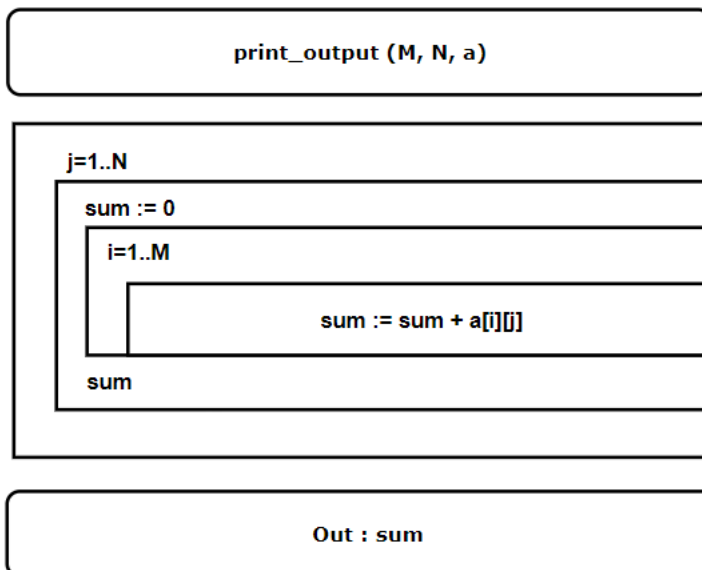 print_output (M, N, a)
j=1..N
sum := 0
i=1..M
sum := sum + a[i][j]
sum
Out : sum